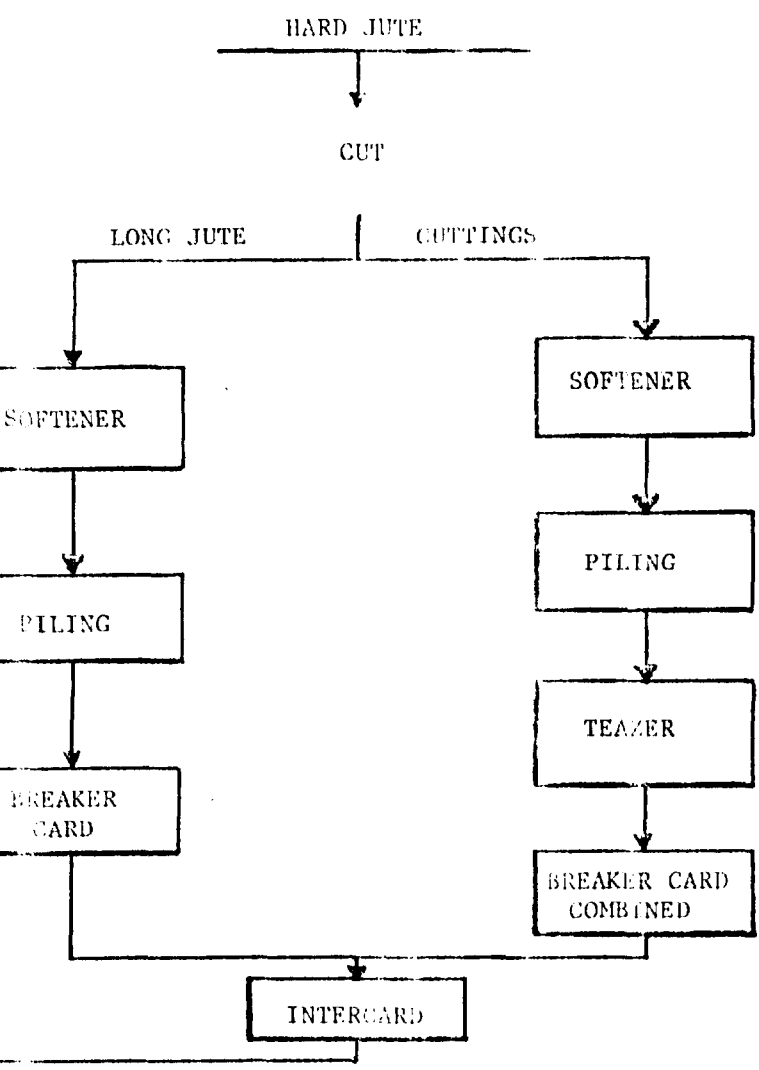 HARD JUTE
CUT
LONG JUTE
CUTTINGS
SOFTENER
PILING
BREAKER
CARD
SOFTENER
PILING
TEAZER
BREAKER CARD
COMBINED
INTERCARD